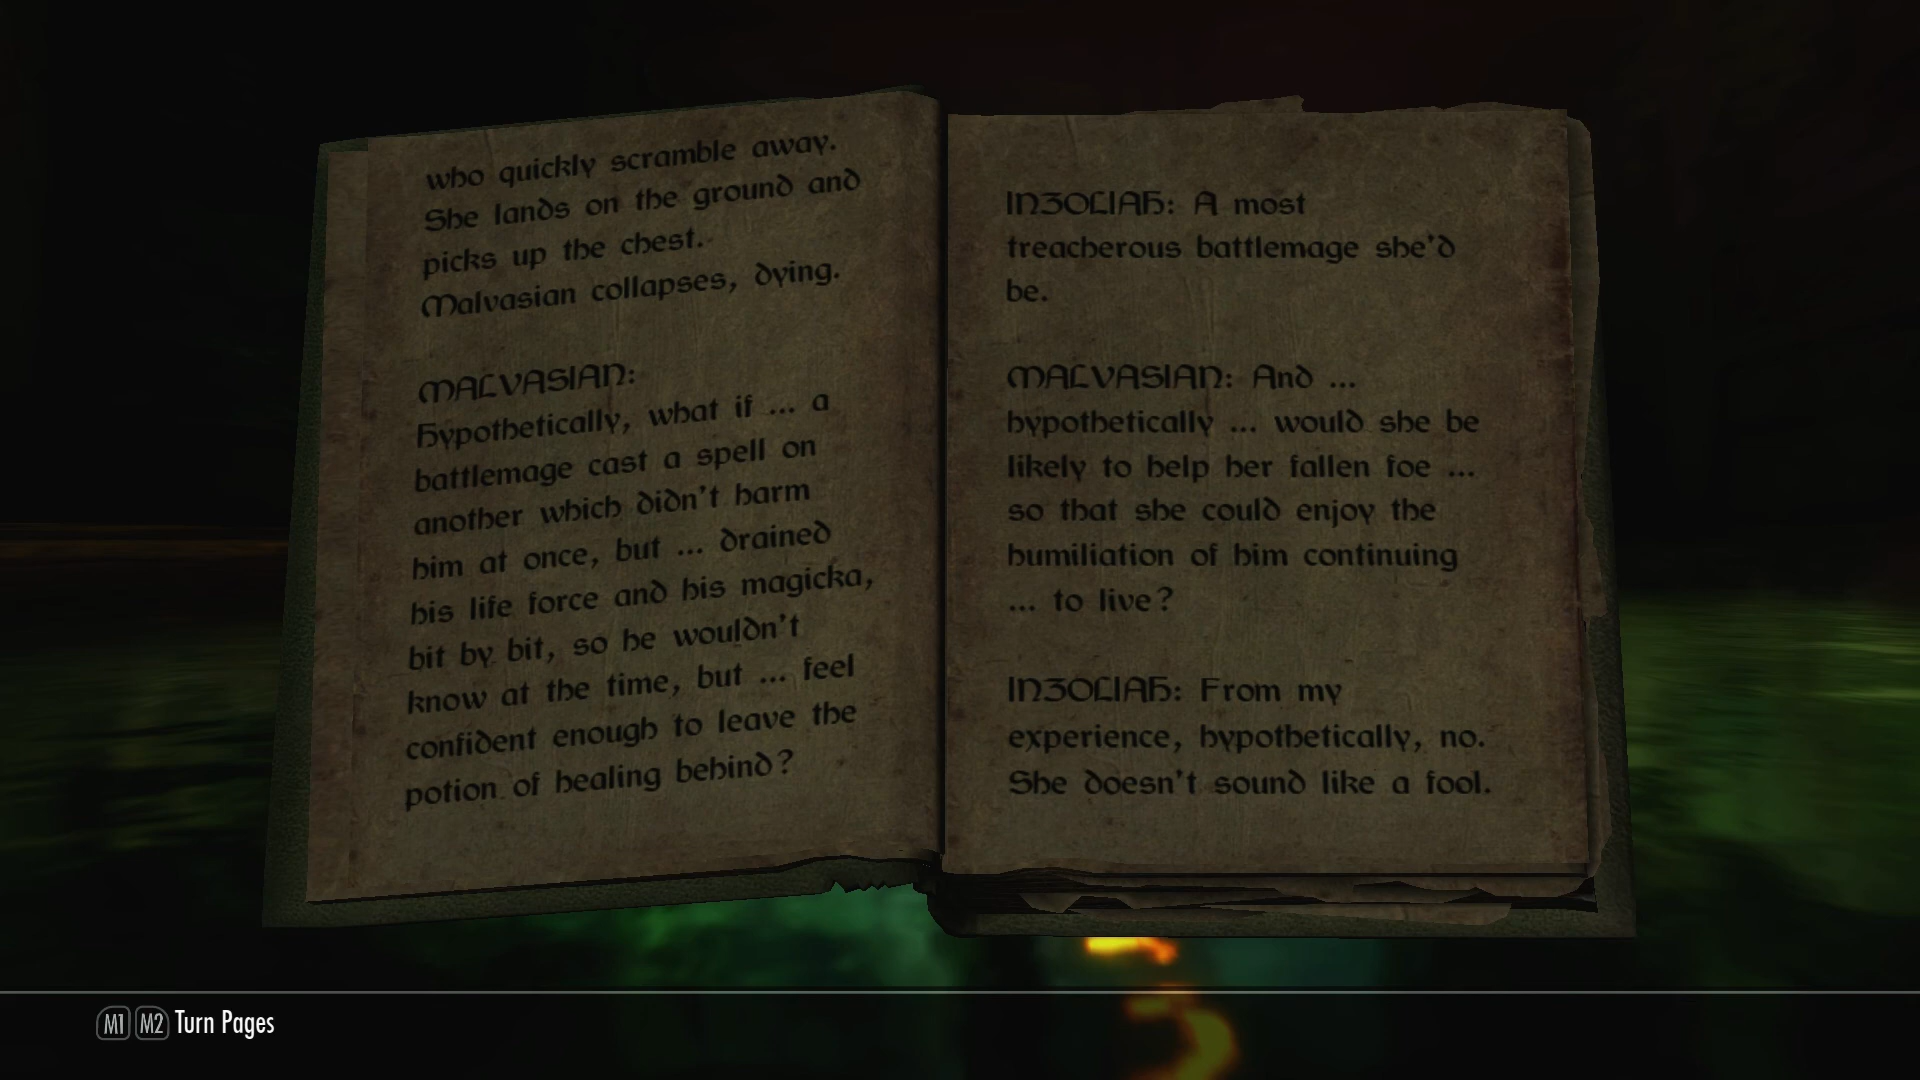 who quickly scramble away.
She lands on the ground and
picks up the chest.
Malvasian collapses, dying.
MALVASIAN:
Hypothetically, what if ... a
battlemage cast a spell on
another which didn't harm
him at once, but ... drained
his life force and his magicka,
bit by bit, so he wouldn't
know at the time, but ... feel
confident enough to leave the
potion of healing behind?
INZOLIAH: A most
treacherous battlemage she'd
be.
MALVASIAN: And ...
hypothetically ... would she be
likely to help her fallen foe ...
so that she could enjoy the
humiliation of him continuing
... to live?
INZOLIAH: From my
experience, hypothetically, no.
She doesn't sound like a fool.
M1 M2 Turn Pages